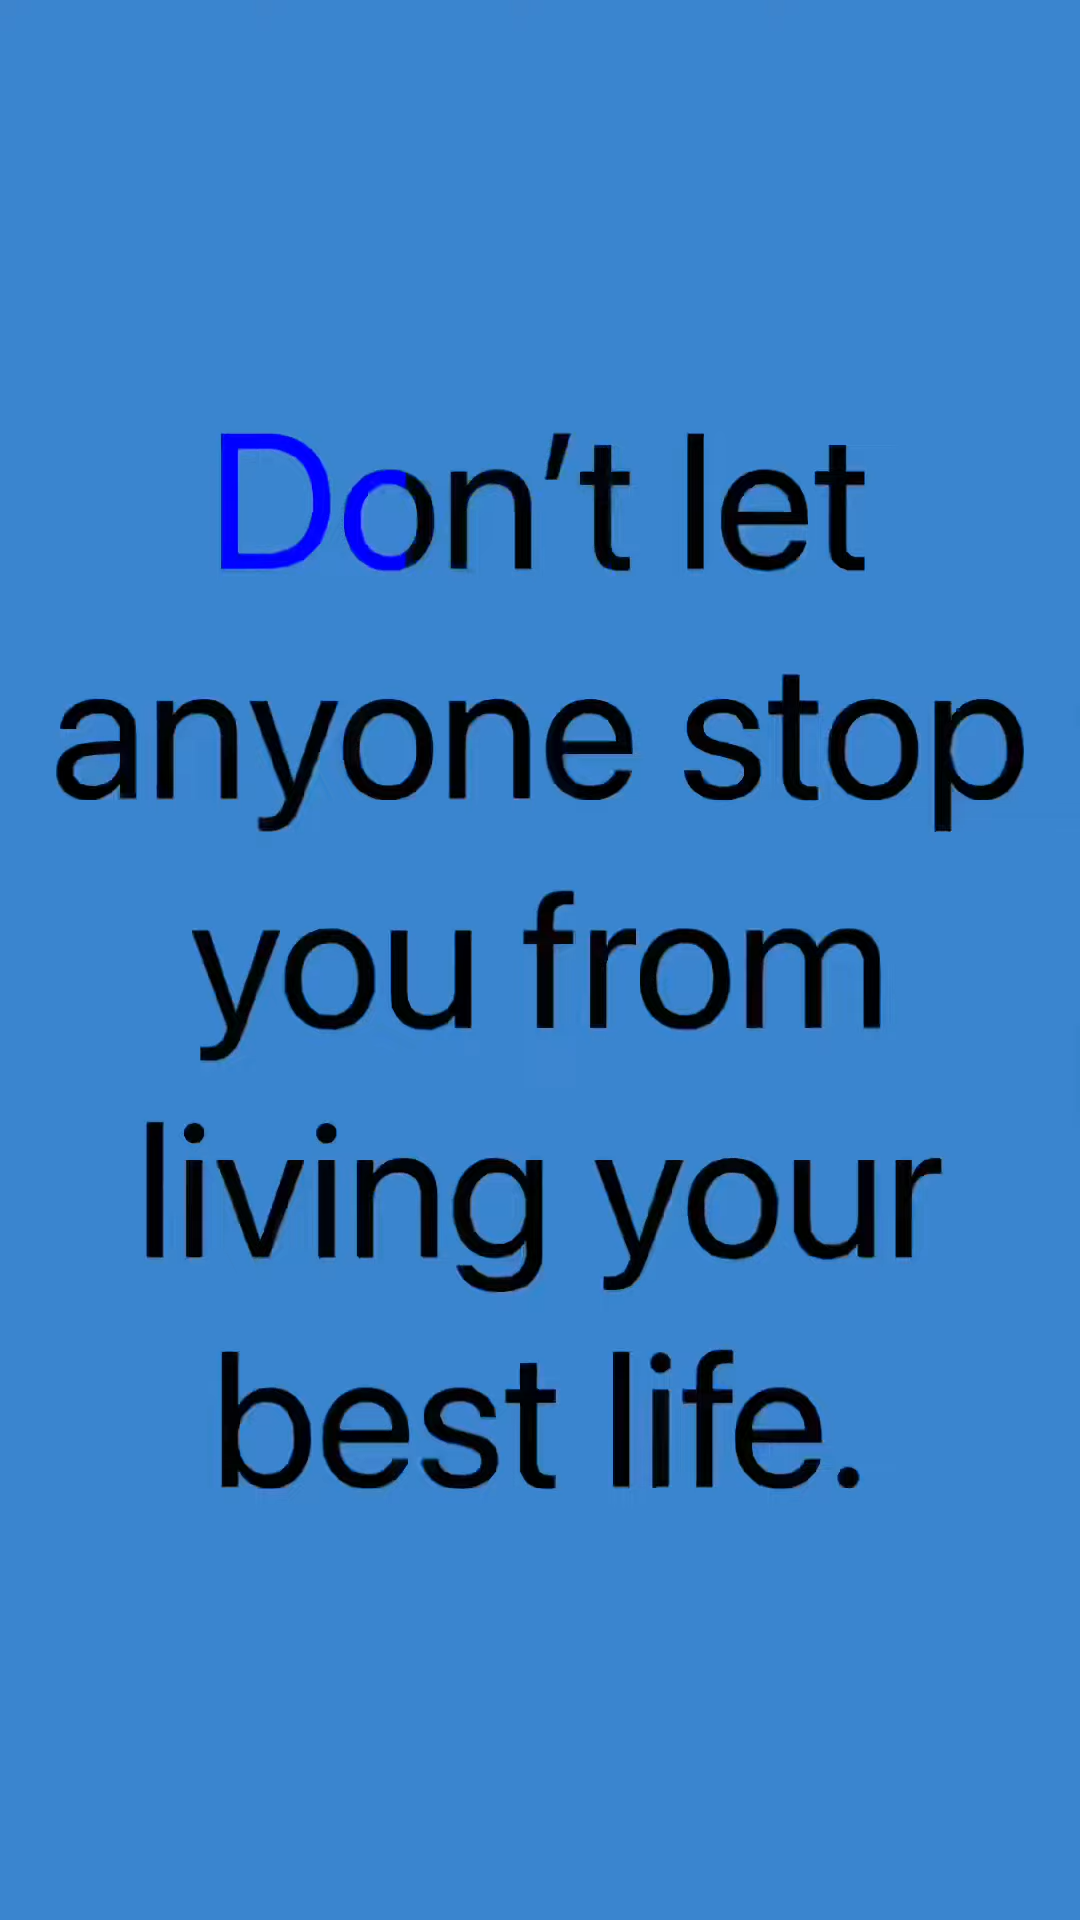 Don’t let
anyone stop
you from
living your
best life.